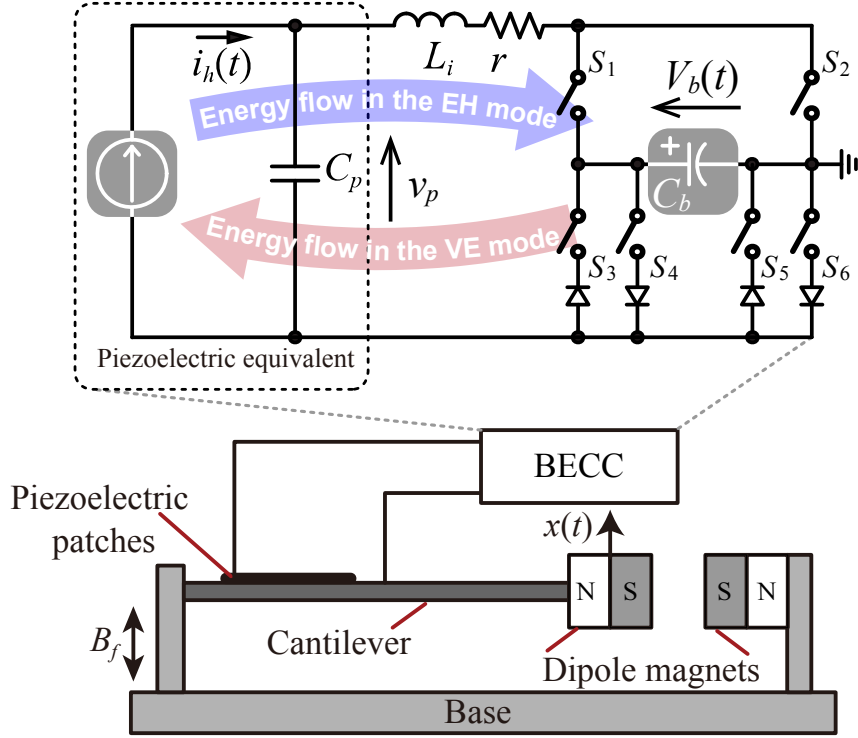 i_h(t)
L_i
r
S_1
S_2
V_b(t)
Energy flow in the EH mode
+
C_p
v_p
C_b
Energy flow in the VE mode
S_3
S_4
S_5
S_6
Piezoelectric equivalent
BECC
Piezoelectric
patches
x(t)
N
S
S
N
B_f
Cantilever
Dipole magnets
Base